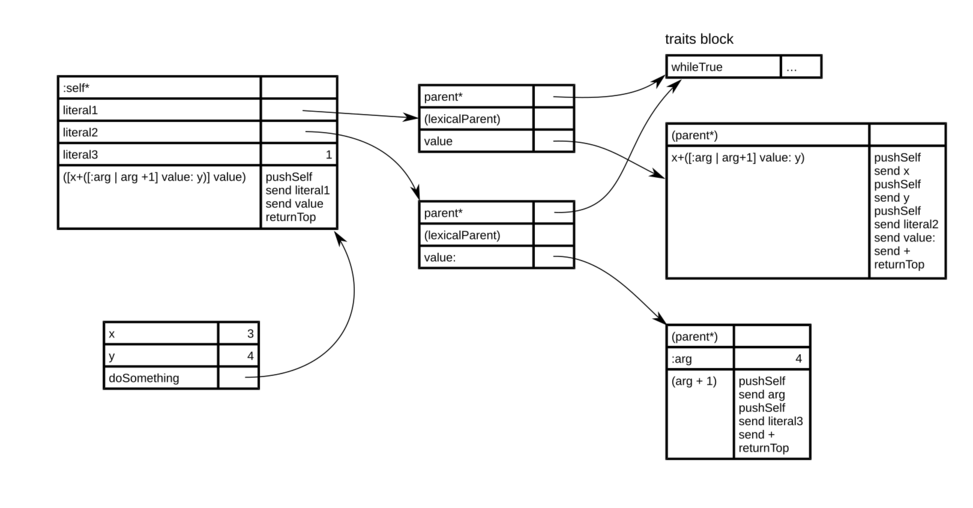 traits block
whileTrue ...
:self*
literal1
literal2
literal3 1
([x+([:arg | arg +1] value: y)] value)
pushSelf
send literal1
send value
returnTop
parent*
(lexicalParent)
value
(parent*)
x+([:arg | arg+1] value: y)
pushSelf
send x
pushSelf
send y
pushSelf
send literal2
send value:
send +
returnTop
parent*
(lexicalParent)
value:
x 3
y 4
doSomething
(parent*)
:arg 4
(arg + 1)
pushSelf
send arg
pushSelf
send literal3
send +
returnTop